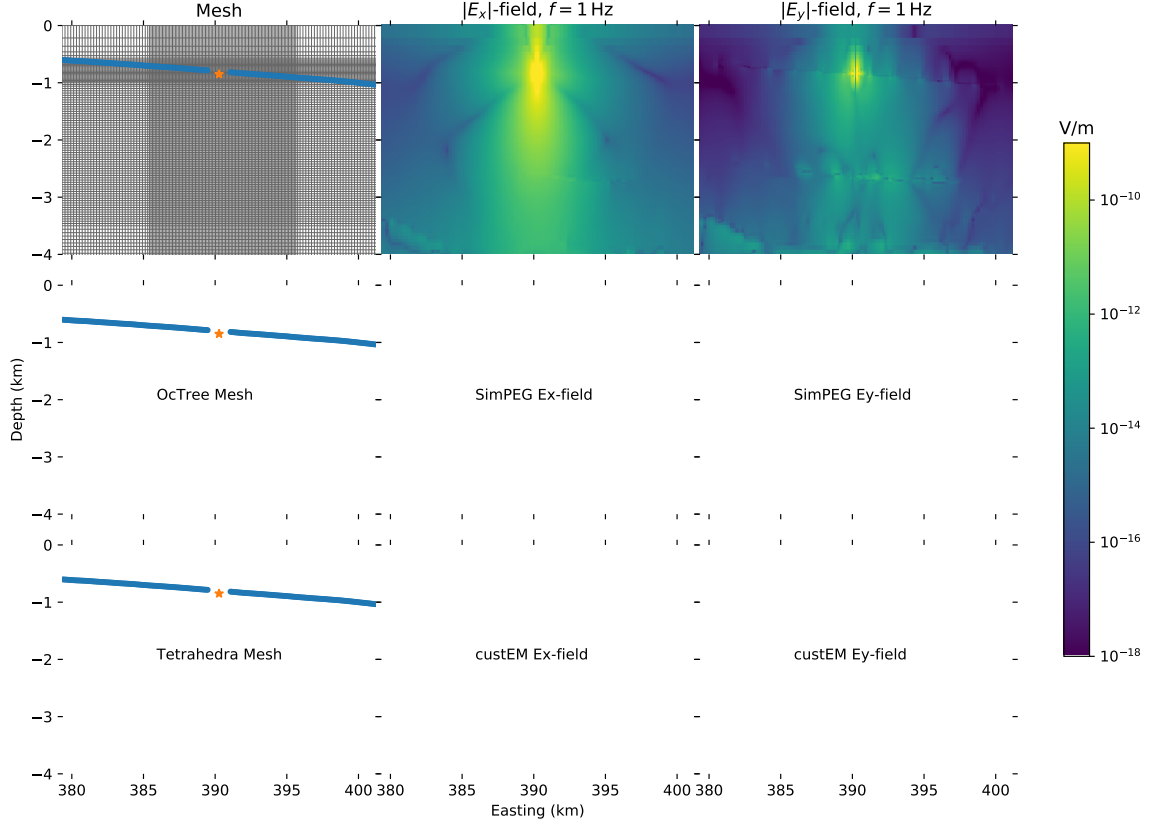 Mesh
|Eₓ|-field, f = 1 Hz
|E_y|-field, f = 1 Hz
0
−1
−2
−3
−4
V/m
10⁻¹⁰
10⁻¹²
10⁻¹⁴
10⁻¹⁶
10⁻¹⁸
0
−1
−2
−3
−4
Depth (km)
OcTree Mesh
SimPEG Ex-field
SimPEG Ey-field
0
−1
−2
−3
−4
Tetrahedra Mesh
custEM Ex-field
custEM Ey-field
380 385 390 395 400
380 385 390 395 400
380 385 390 395 400
Easting (km)